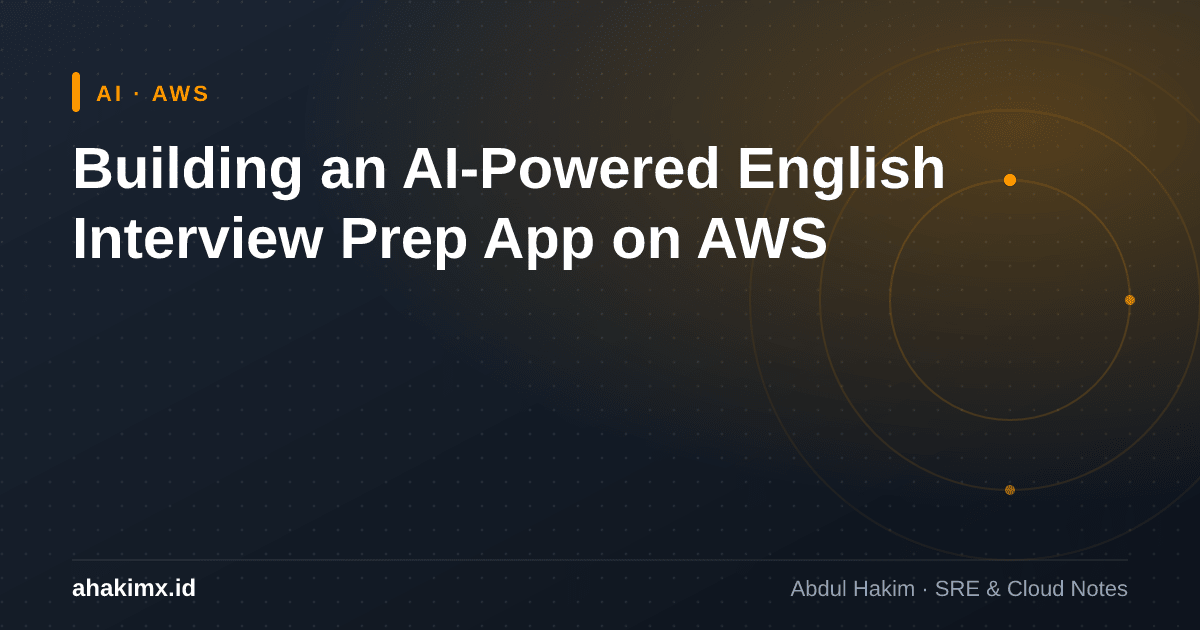 AI · AWS
Building an AI-Powered English
Interview Prep App on AWS
ahakimx.id
Abdul Hakim · SRE & Cloud Notes